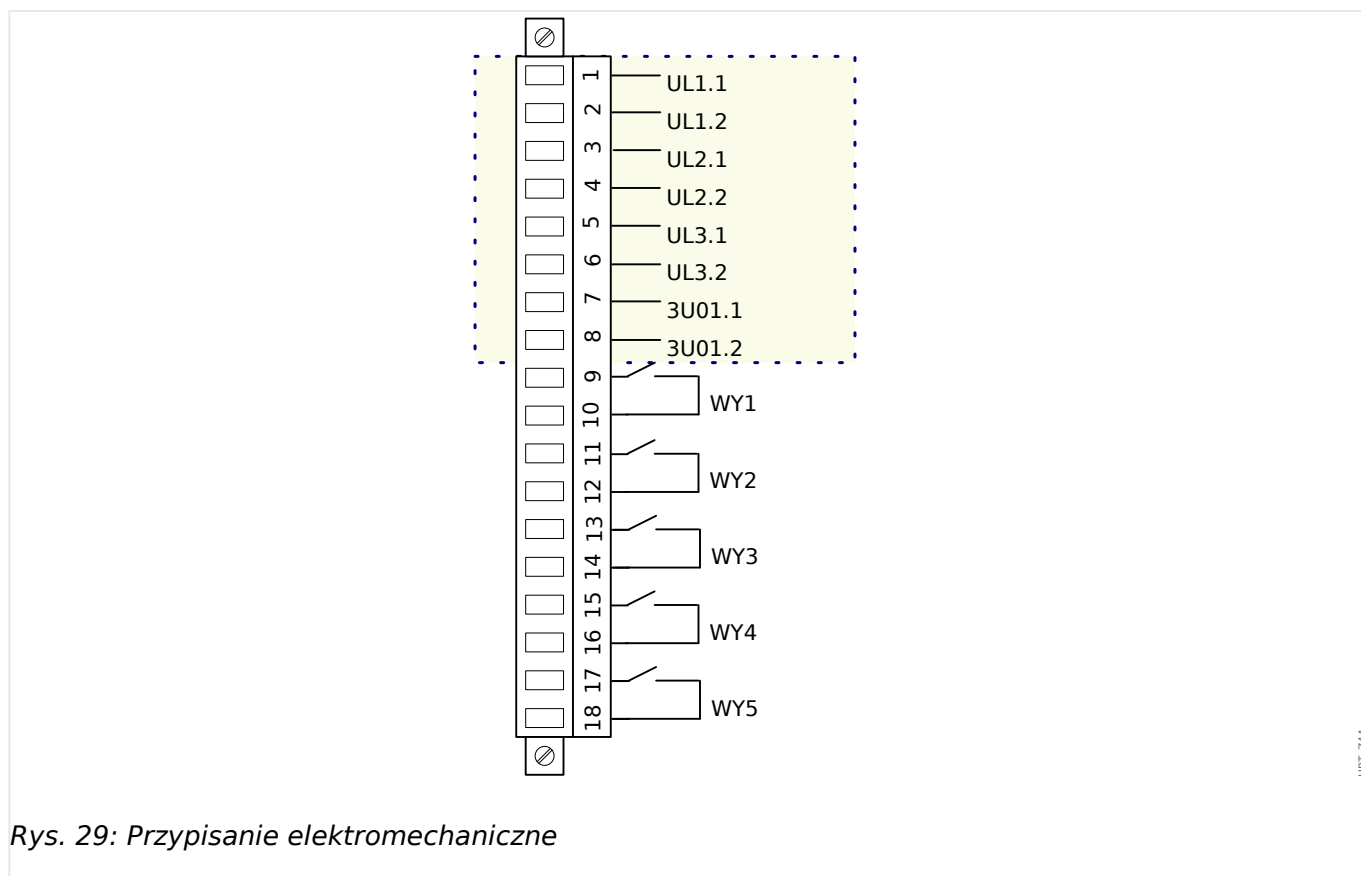 1 UL1.1
2 UL1.2
3 UL2.1
4 UL2.2
5 UL3.1
6 UL3.2
7 3U01.1
8 3U01.2
9
10 WY1
11
12 WY2
13
14 WY3
15
16 WY4
17
18 WY5
Rys. 29: Przypisanie elektromechaniczne